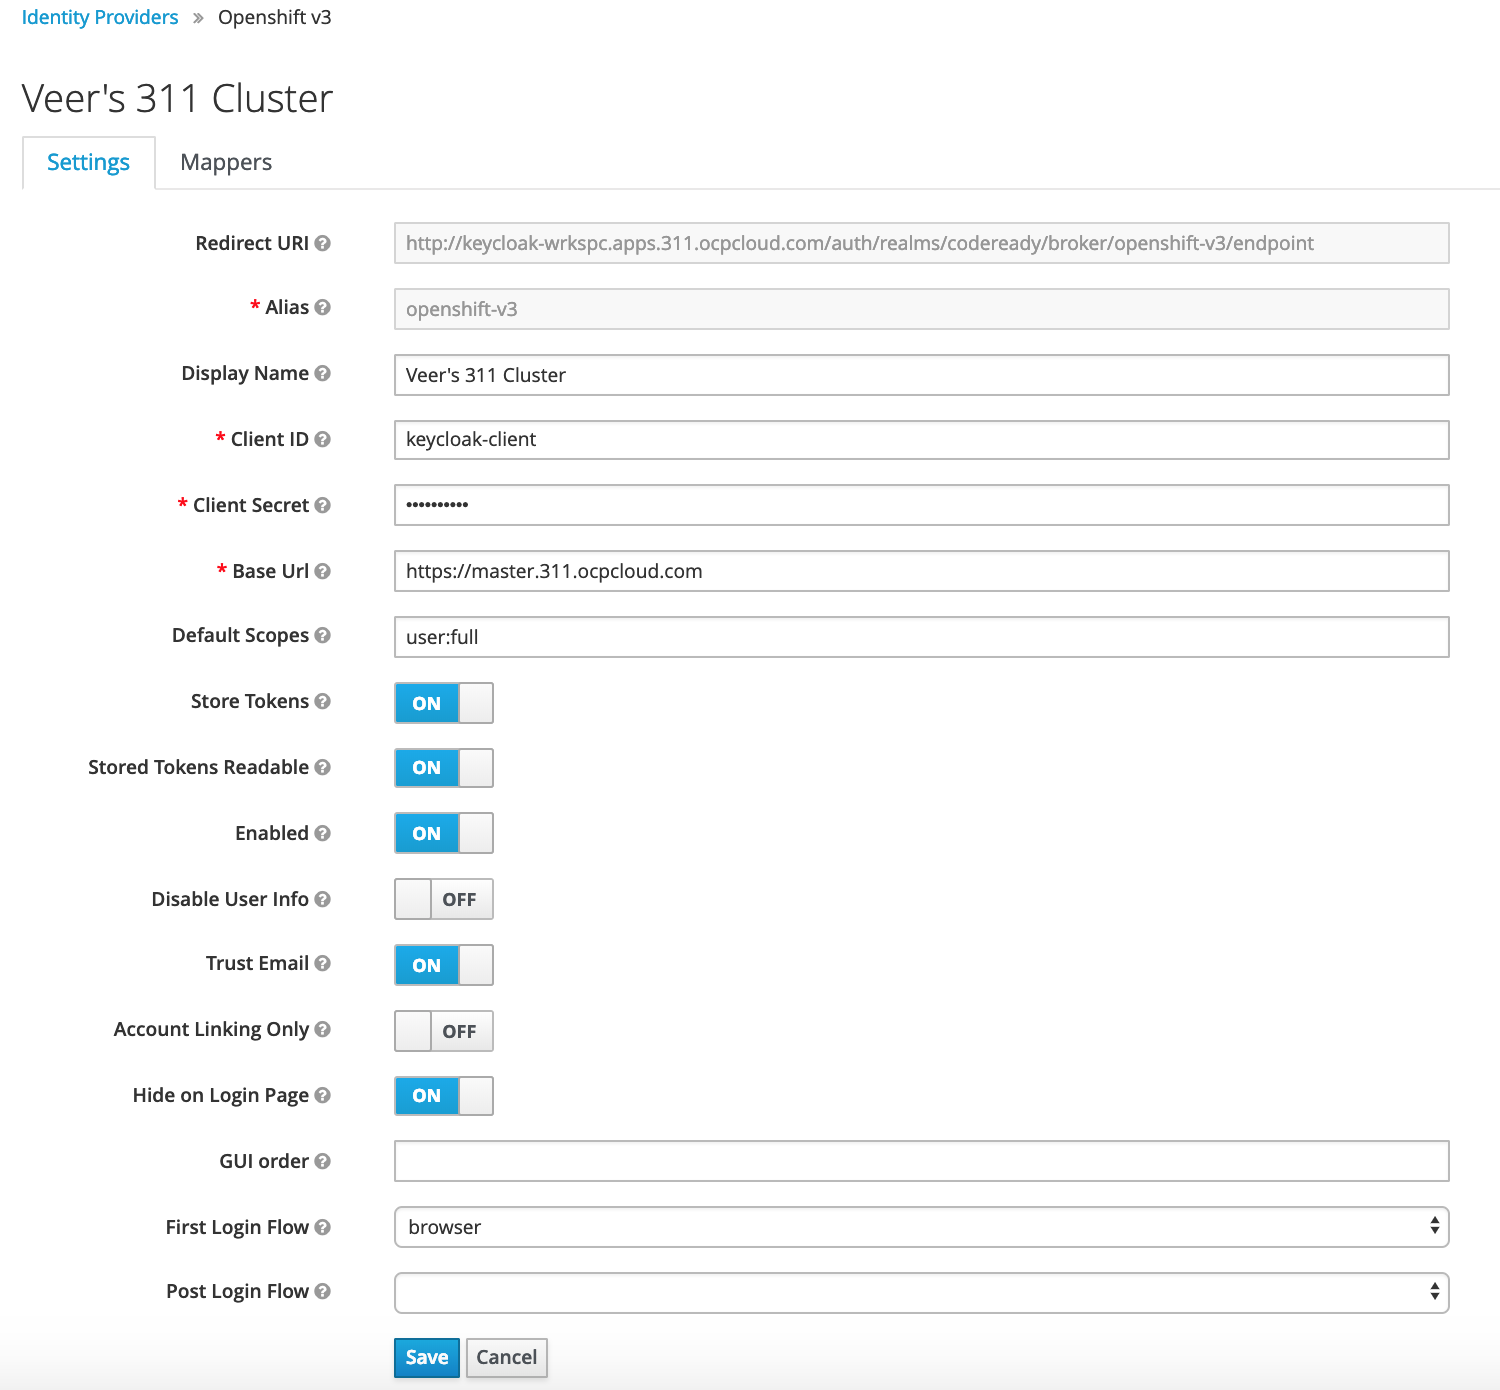 Identity Providers » Openshift v3
Veer's 311 Cluster
Settings Mappers
Redirect URI http://keycloak-wrkspc.apps.311.ocpcloud.com/auth/realms/codeready/broker/openshift-v3/endpoint
* Alias openshift-v3
Display Name Veer's 311 Cluster
* Client ID keycloak-client
* Client Secret ••••••••••
* Base Url https://master.311.ocpcloud.com
Default Scopes user:full
Store Tokens ON
Stored Tokens Readable ON
Enabled ON
Disable User Info OFF
Trust Email ON
Account Linking Only OFF
Hide on Login Page ON
GUI order
First Login Flow browser
Post Login Flow
Save Cancel